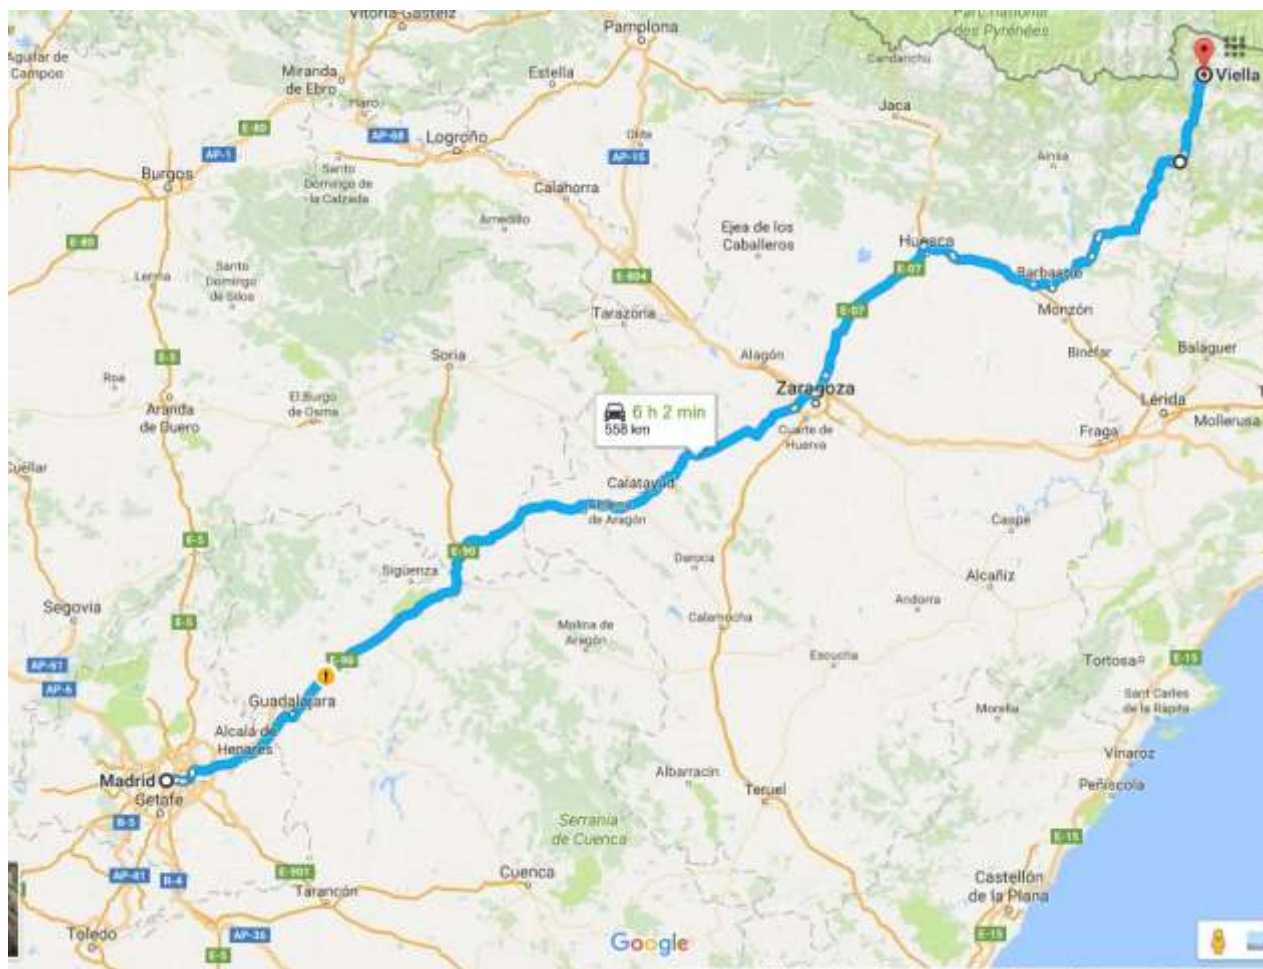 Parc national
des Pyrénées
Vitoria-Gasteiz
Pamplona
Aguilar de
Campoo
Candanchu
Viella
Miranda
de Ebro
Estella
Haro
Jaca
E-80
AP-68
Logroño
Olite
AP-1
AP-15
Ainsa
Burgos
Santo
Domingo de
la Calzada
Calahorra
Arnedillo
Ejea de los
Caballeros
E-80
Huesca
Lerma
Santo
Domingo
de Silos
E-804
E-07
Barbastro
Tarazona
E-07
Monzón
E-5
Soria
Alagón
Binéfar
Balaguer
Roa
Zaragoza
Aranda
de Duero
El Burgo
de Osma
6 h 2 min
558 km
Lérida
Mollerusa
Cuarte de
Huerva
Fraga
Cuéllar
Calatayud
de Aragón
Caspe
E-5
E-90
Sigüenza
Daroca
Alcañiz
Segovia
Andorra
E-5
Calamocha
Molina de
Aragón
AP-61
E-90
Escucha
Tortosa
E-15
AP-6
Guadalajara
Sant Carles
de la Ràpita
Morella
Alcalá de
Henares
Vinaroz
Madrid
Albarracín
Peñíscola
Getafe
Teruel
Serranía
de Cuenca
E-15
E-901
Cuenca
AP-41
R-4
Tarancón
Castellón
de la Plana
Toledo
AP-36
Google
E-15
E-5